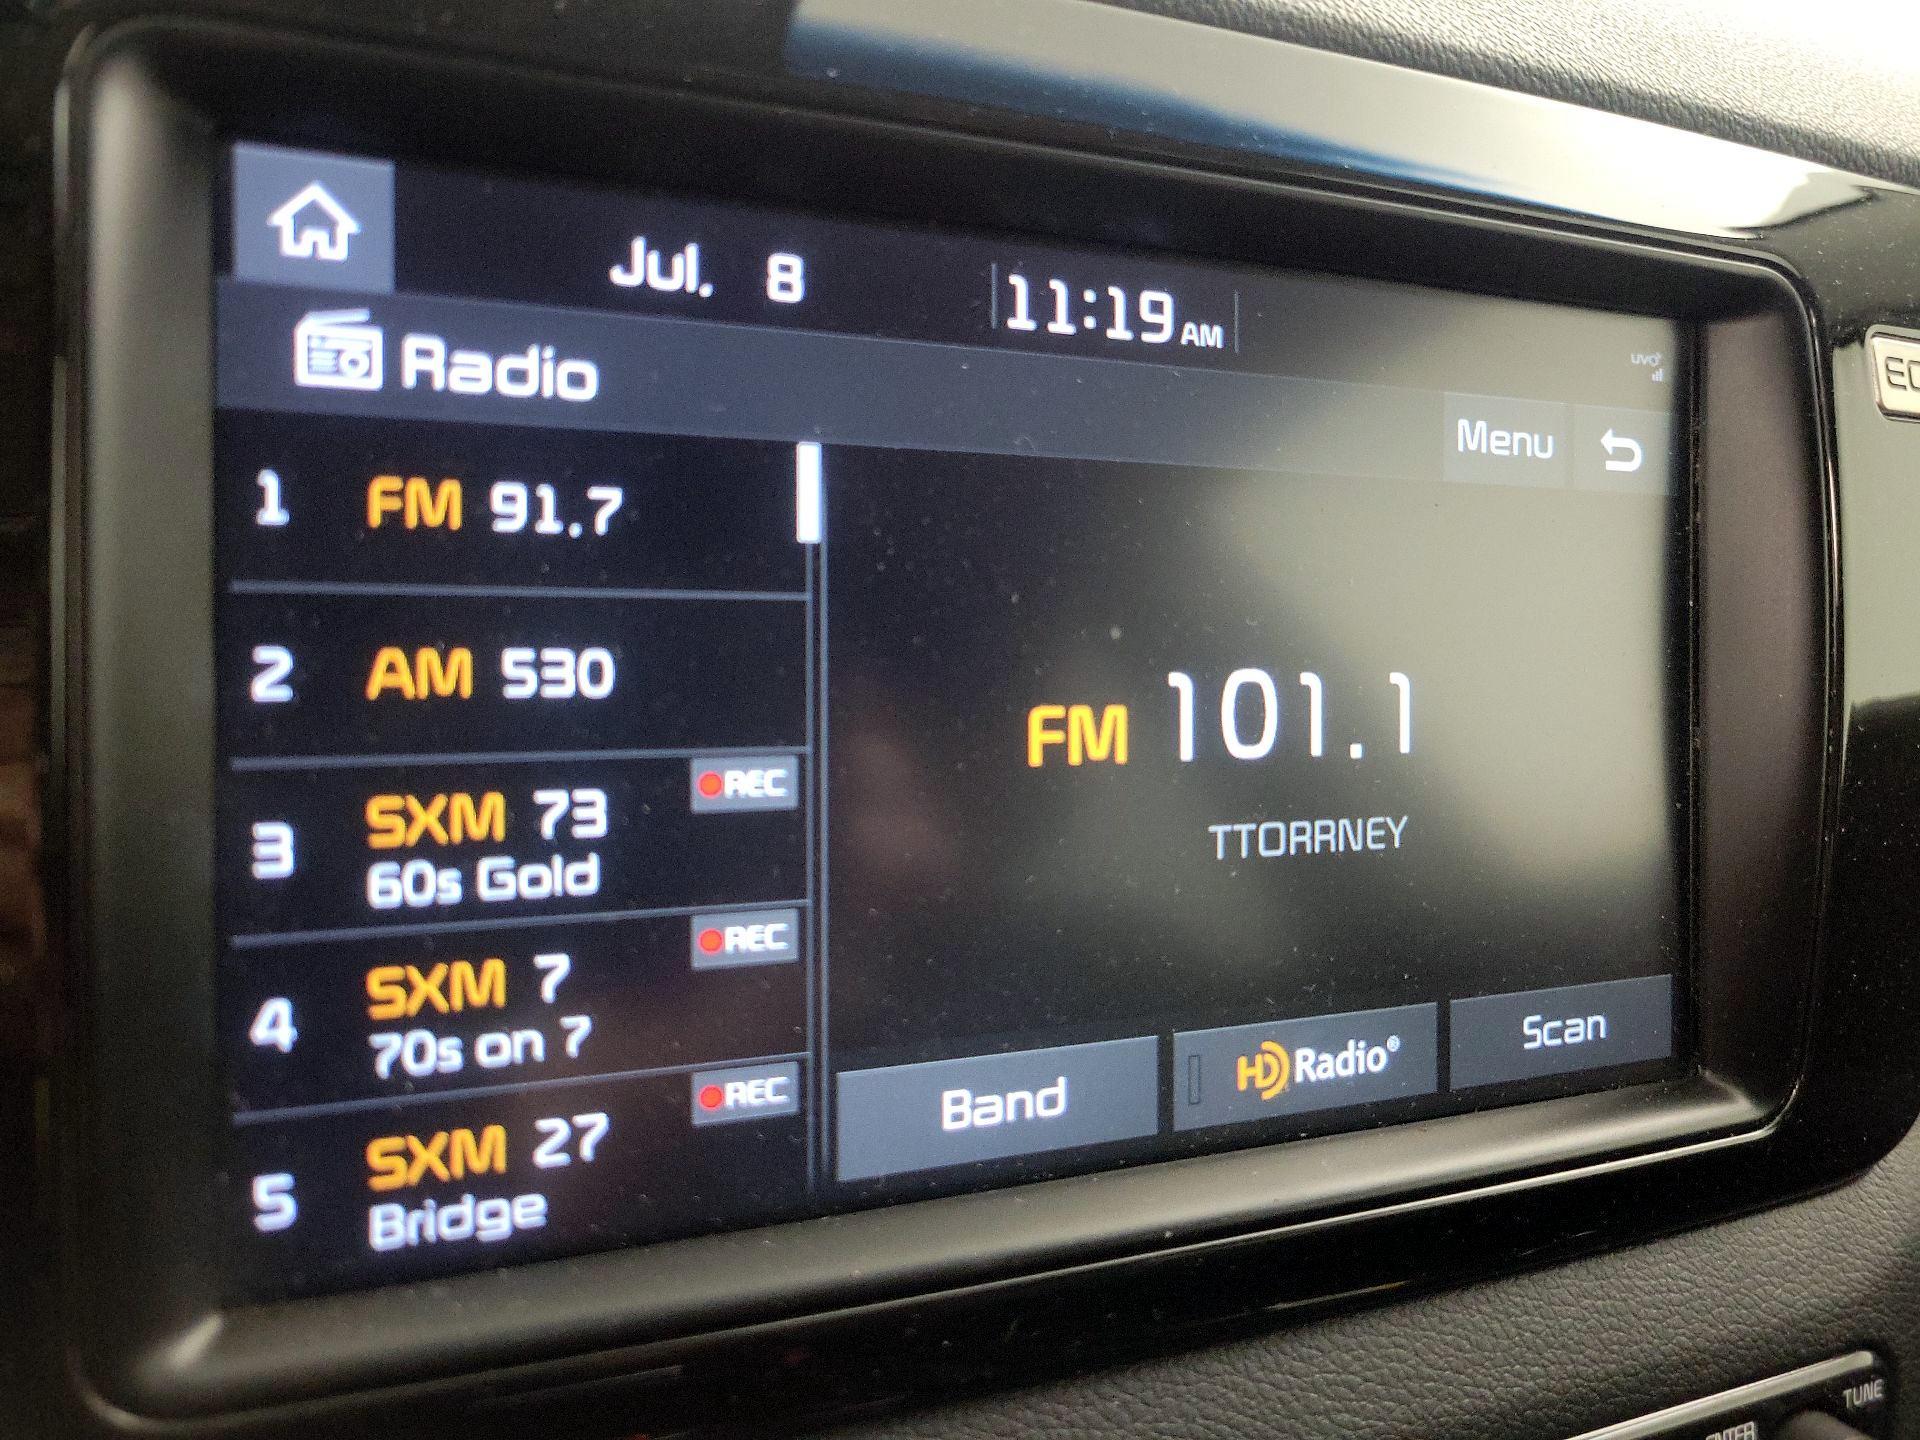 Jul. 8
11:19 AM
uvo
Radio
Menu
1 FM 91.7
2 AM 530
REC
3 SXM 73
60s Gold
REC
4 SXM 7
70s on 7
REC
5 SXM 27
Bridge
FM 101.1
TTORRNEY
Band
HD Radio®
Scan
TUNE